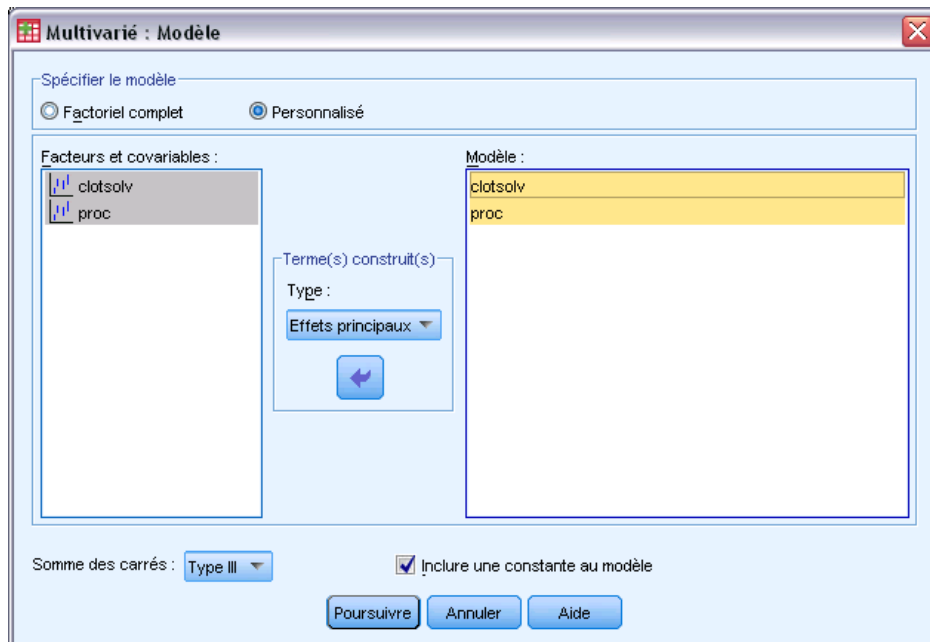 Multivarié : Modèle
Spécifier le modèle
Factoriel complet Personnalisé
Facteurs et covariables : Modèle :
clotsolv clotsolv
proc proc
Terme(s) construit(s)
Type :
Effets principaux
Somme des carrés : Type III Inclure une constante au modèle
Poursuivre Annuler Aide